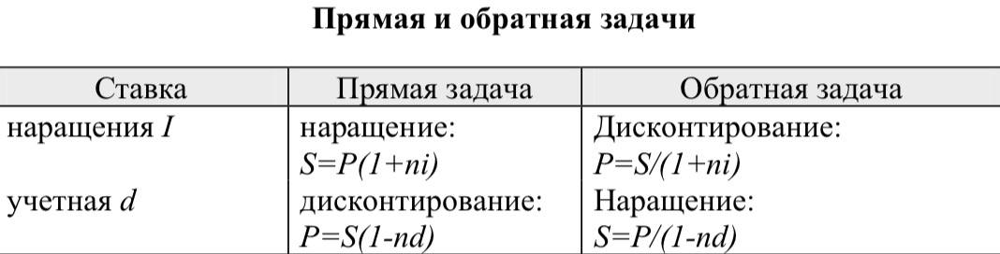 Прямая и обратная задачи
Ставка Прямая задача Обратная задача
наращения I наращение: Дисконтирование:
S=P(1+ni) P=S/(1+ni)
учетная d дисконтирование: Наращение:
P=S(1-nd) S=P/(1-nd)